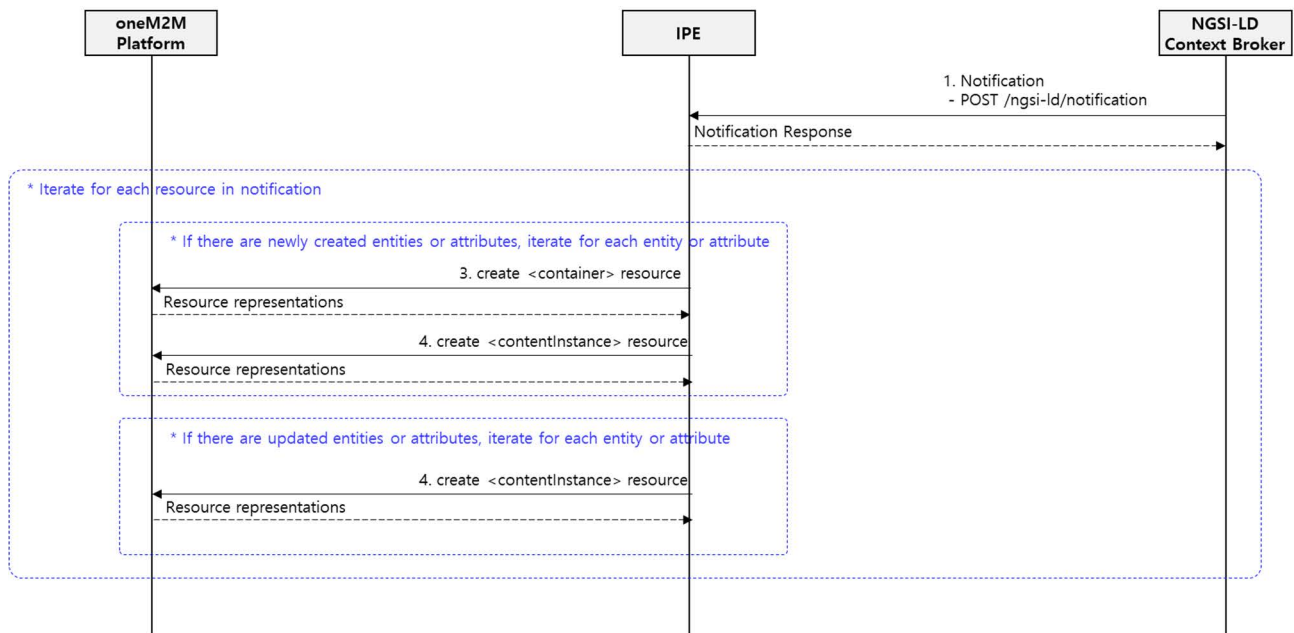 oneM2M
Platform
IPE
NGSI-LD
Context Broker
1. Notification
- POST /ngsi-ld/notification
Notification Response
* Iterate for each resource in notification
* If there are newly created entities or attributes, iterate for each entity or attribute
3. create <container> resource
Resource representations
4. create <contentInstance> resource
Resource representations
* If there are updated entities or attributes, iterate for each entity or attribute
4. create <contentInstance> resource
Resource representations